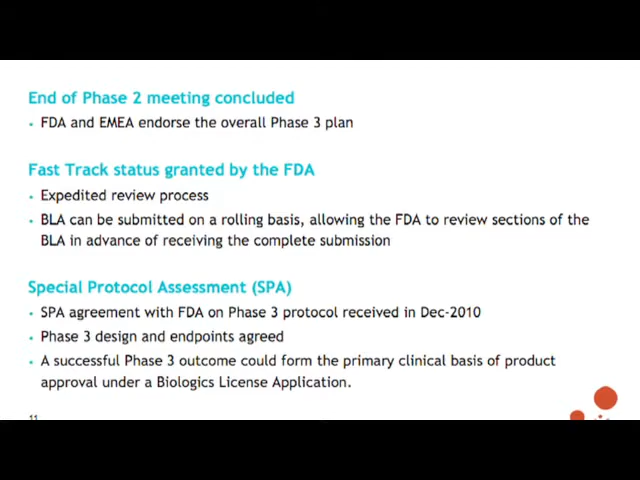 End of Phase 2 meeting concluded
• FDA and EMEA endorse the overall Phase 3 plan
Fast Track status granted by the FDA
• Expedited review process
• BLA can be submitted on a rolling basis, allowing the FDA to review sections of the
BLA in advance of receiving the complete submission
Special Protocol Assessment (SPA)
• SPA agreement with FDA on Phase 3 protocol received in Dec-2010
• Phase 3 design and endpoints agreed
• A successful Phase 3 outcome could form the primary clinical basis of product
approval under a Biologics License Application.
11